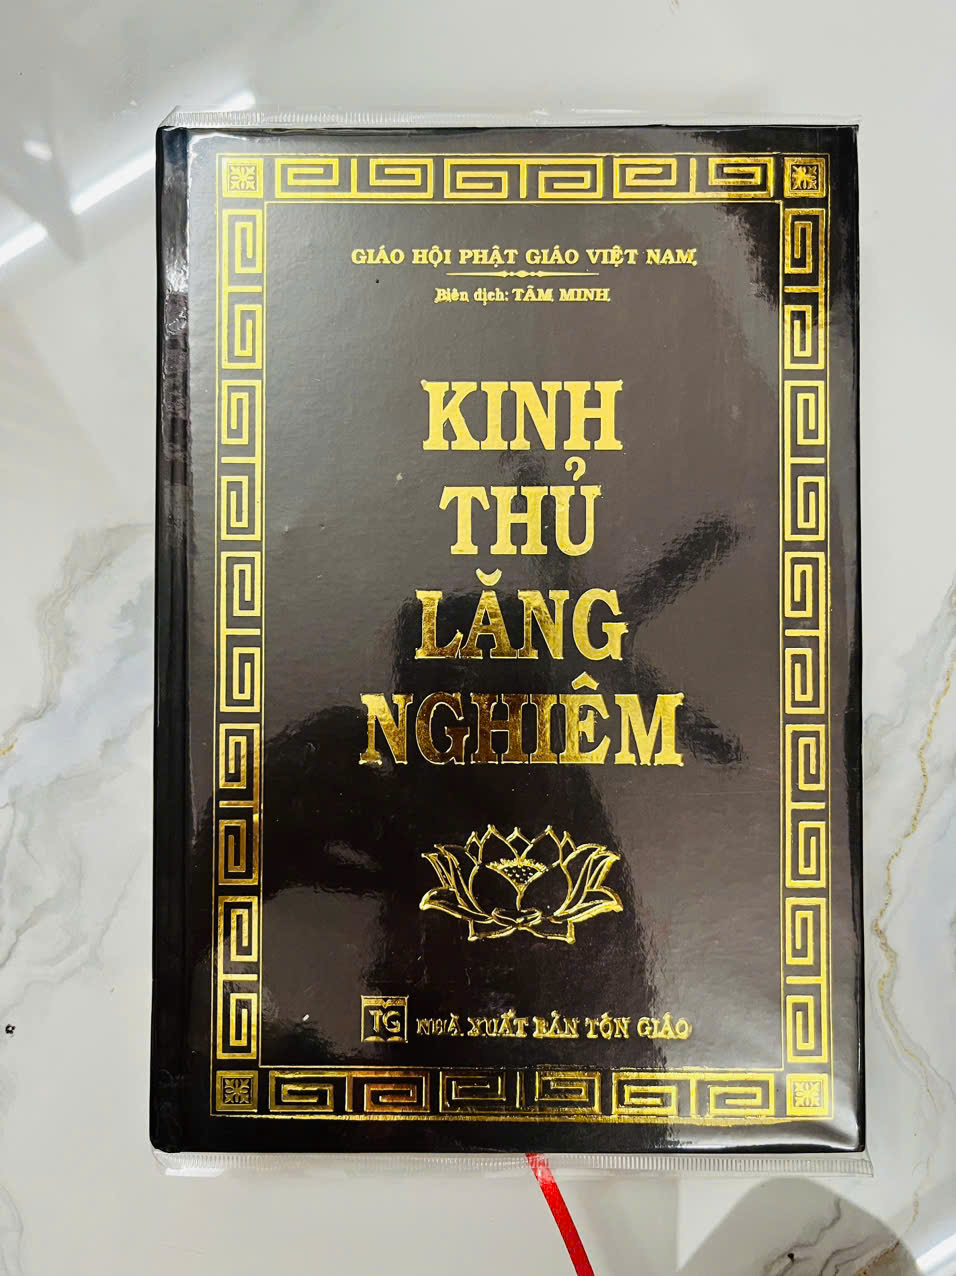 GIÁO HỘI PHẬT GIÁO VIỆT NAM
Biên dịch: TÂM MINH
KINH
THỦ
LĂNG
NGHIÊM
TG NHÀ XUẤT BẢN TÔN GIÁO